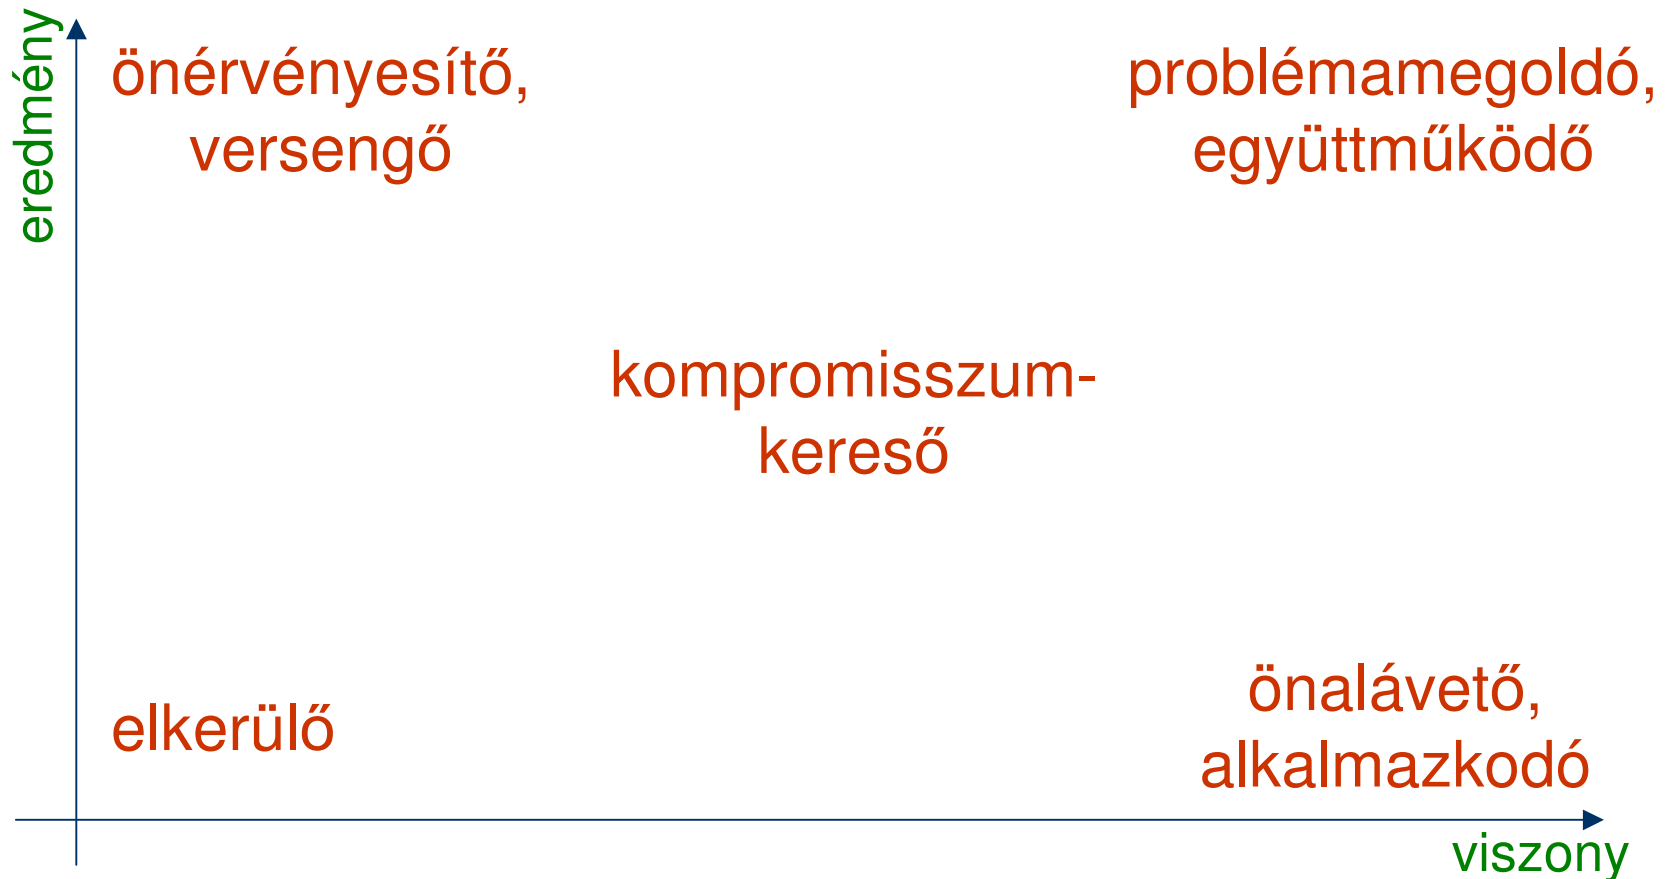 eredmény
önérvényesítő,
versengő
problémamegoldó,
együttműködő
kompromisszum-
kereső
elkerülő
önalávető,
alkalmazkodó
viszony